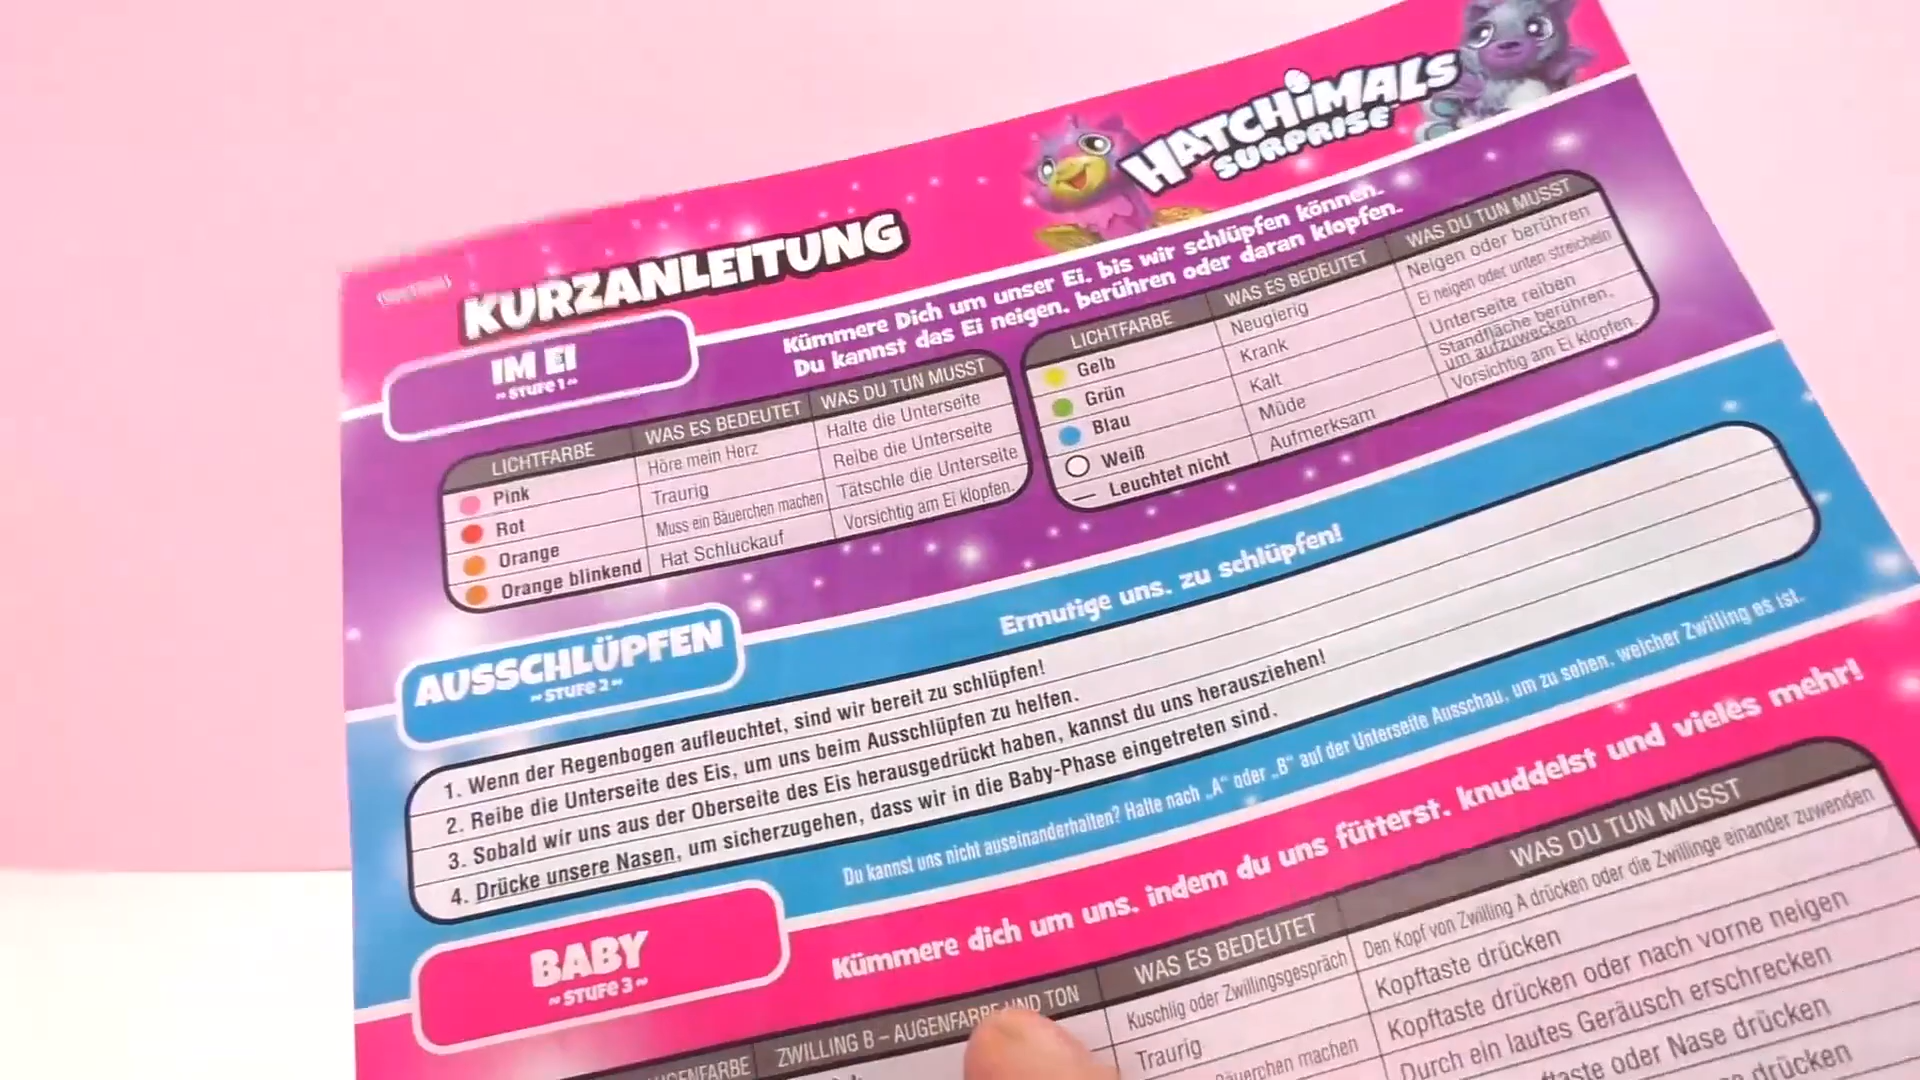 HATCHiMALS
SURPRISE
KURZANLEITUNG
IM EI
~ STUFE 1 ~
Kümmere Dich um unser Ei, bis wir schlüpfen können.
Du kannst das Ei neigen, berühren oder daran klopfen.
LICHTFARBE WAS ES BEDEUTET WAS DU TUN MUSST
Pink Höre mein Herz Halte die Unterseite
Rot Traurig Reibe die Unterseite
Orange Muss ein Bäuerchen machen Tätschle die Unterseite
Orange blinkend Hat Schluckauf Vorsichtig am Ei klopfen.
LICHTFARBE WAS ES BEDEUTET WAS DU TUN MUSST
Gelb Neugierig Neigen oder berühren
Grün Krank Ei neigen oder unten streicheln
Blau Kalt Unterseite reiben
Weiß Müde Standfläche berühren,
um aufzuwecken
— Leuchtet nicht Aufmerksam Vorsichtig am Ei klopfen.
AUSSCHLÜPFEN
~ STUFE 2 ~
Ermutige uns, zu schlüpfen!
1. Wenn der Regenbogen aufleuchtet, sind wir bereit zu schlüpfen!
2. Reibe die Unterseite des Eis, um uns beim Ausschlüpfen zu helfen.
3. Sobald wir uns aus der Oberseite des Eis herausgedrückt haben, kannst du uns herausziehen!
4. Drücke unsere Nasen, um sicherzugehen, dass wir in die Baby-Phase eingetreten sind.
Du kannst uns nicht auseinanderhalten? Halte nach „A“ oder „B“ auf der Unterseite Ausschau, um zu sehen, welcher Zwilling es ist.
BABY
~ STUFE 3 ~
Kümmere dich um uns, indem du uns fütterst, knuddelst und vieles mehr!
AUGENFARBE ZWILLING B – AUGENFARBE UND TON WAS ES BEDEUTET WAS DU TUN MUSST
Kuschlig oder Zwillingsgespräch Den Kopf von Zwilling A drücken oder die Zwillinge einander zuwenden
Traurig Kopftaste drücken
Bäuerchen machen Kopftaste drücken oder nach vorne neigen
Durch ein lautes Geräusch erschrecken
oder Nase drücken
drücken